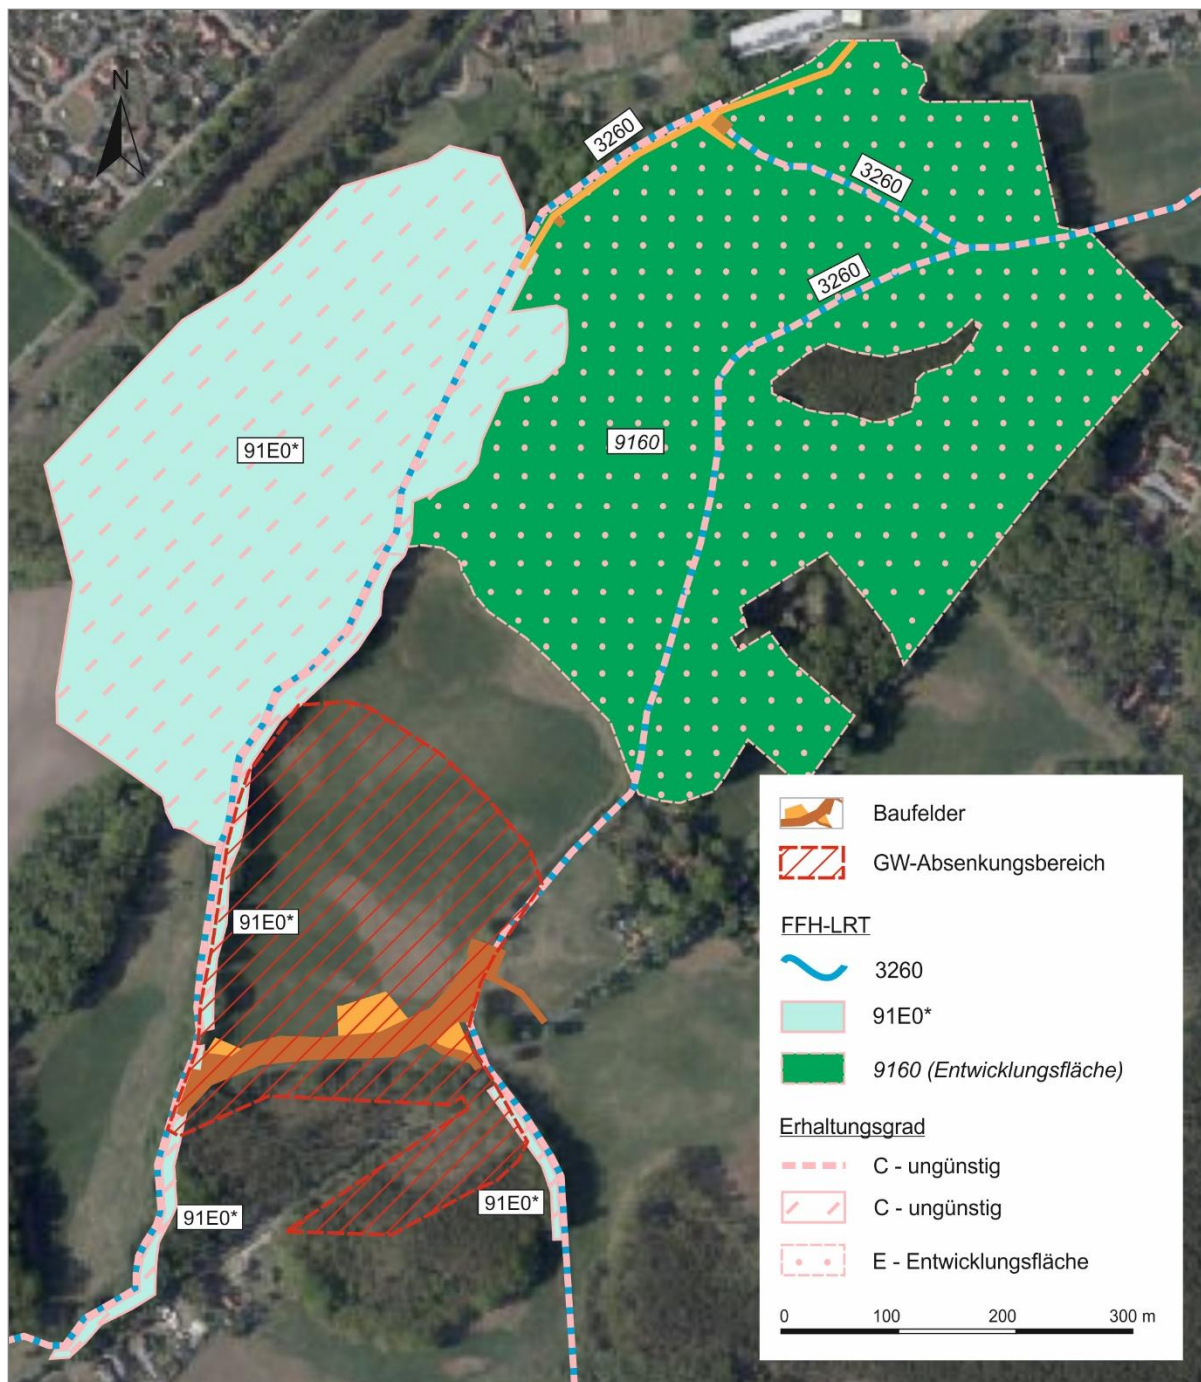 N
3260
3260
3260
91E0*
9160
91E0*
91E0*
91E0*
Baufelder
GW-Absenkungsbereich
FFH-LRT
3260
91E0*
9160 (Entwicklungsfläche)
Erhaltungsgrad
C - ungünstig
C - ungünstig
E - Entwicklungsfläche
0 100 200 300 m